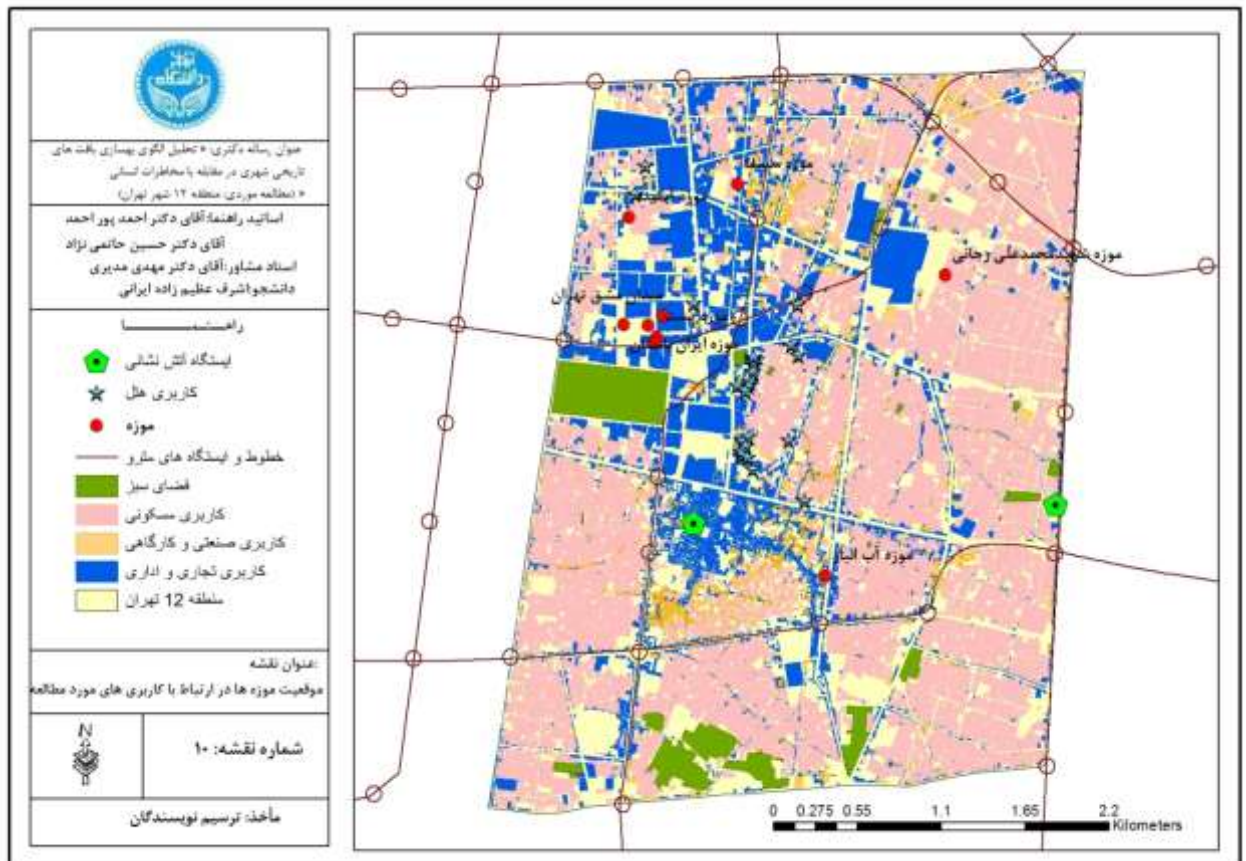 عنوان رساله دکتری: « تحلیل الگوی بهسازی بافت های
تاریخی شهری در مقابله با مخاطرات انسانی
« (مطالعه موردی: منطقه ۱۲ شهر تهران)
اساتید راهنما:آقای دکتر احمد پور احمد
آقای دکتر حسین حاتمی نژاد
استاد مشاور:آقای دکتر مهدی مدیری
دانشجو:اشرف عظیم زاده ایرانی
راهنما
ایستگاه آتش نشانی
کاربری هتل
موزه
خطوط و ایستگاه های مترو
فضای سبز
کاربری مسکونی
کاربری صنعتی و کارگاهی
کاربری تجاری و اداری
منطقه 12 تهران
عنوان نقشه:
موقعیت موزه ها در ارتباط با کاربری های مورد مطالعه
N
شماره نقشه: ۱۰
مأخذ: ترسیم نویسندگان
موزه سینما
موزه شهید محمدعلی رجائی
مشق تهران
موزه ایران
موزه آب انبار
0 0.275 0.55 1.1 1.65 2.2
Kilometers